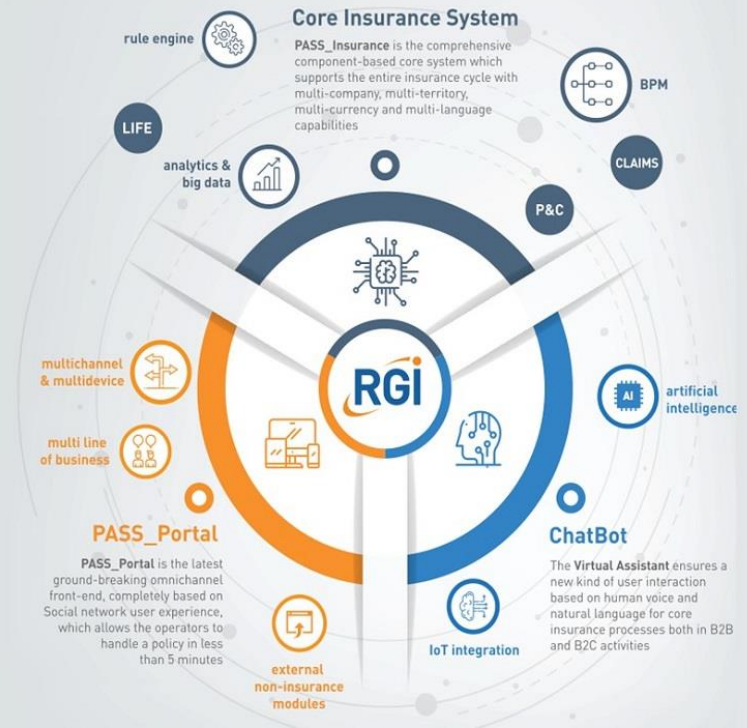 Core Insurance System
PASS_Insurance is the comprehensive
component-based core system which
supports the entire insurance cycle with
multi-company, multi-territory,
multi-currency and multi-language
capabilities
rule engine
BPM
LIFE
analytics &
big data
CLAIMS
P&C
RGI
multichannel
& multidevice
AI
artificial
intelligence
multi line
of business
PASS_Portal
PASS_Portal is the latest
ground-breaking omnichannel
front-end, completely based on
Social network user experience,
which allows the operators to
handle a policy in less
than 5 minutes
external
non-insurance
modules
ChatBot
The Virtual Assistant ensures a
new kind of user interaction
based on human voice and
natural language for core
insurance processes both in B2B
and B2C activities
IoT integration